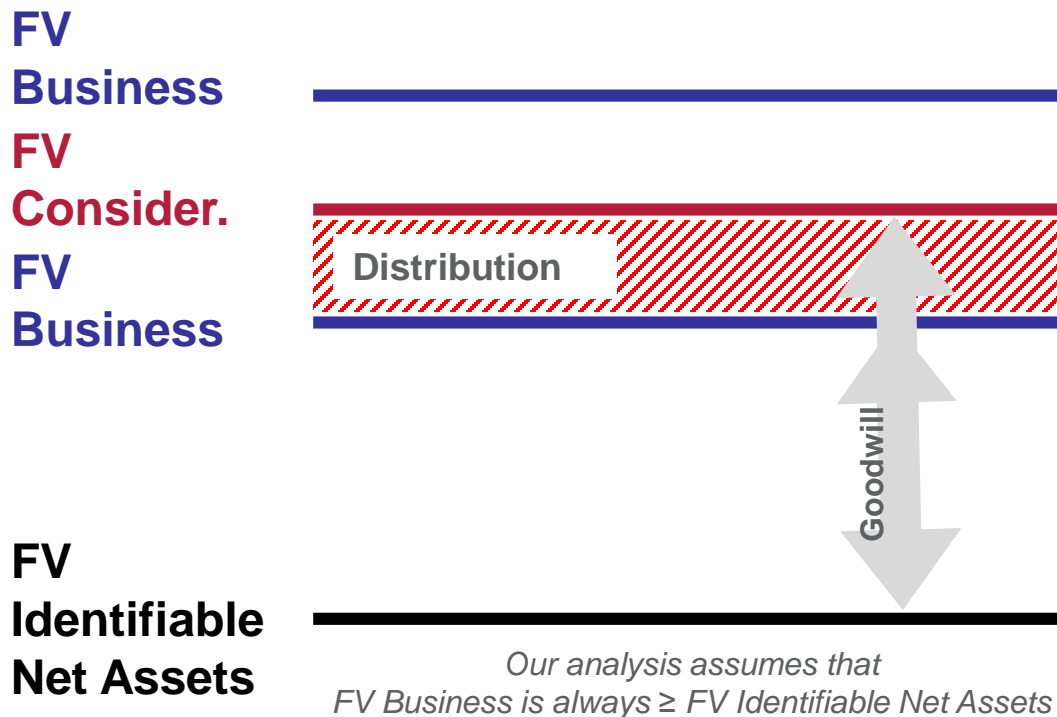 FV
Business
FV
Consider.
FV
Business
Distribution
Goodwill
FV
Identifiable
Net Assets
Our analysis assumes that
FV Business is always ≥ FV Identifiable Net Assets